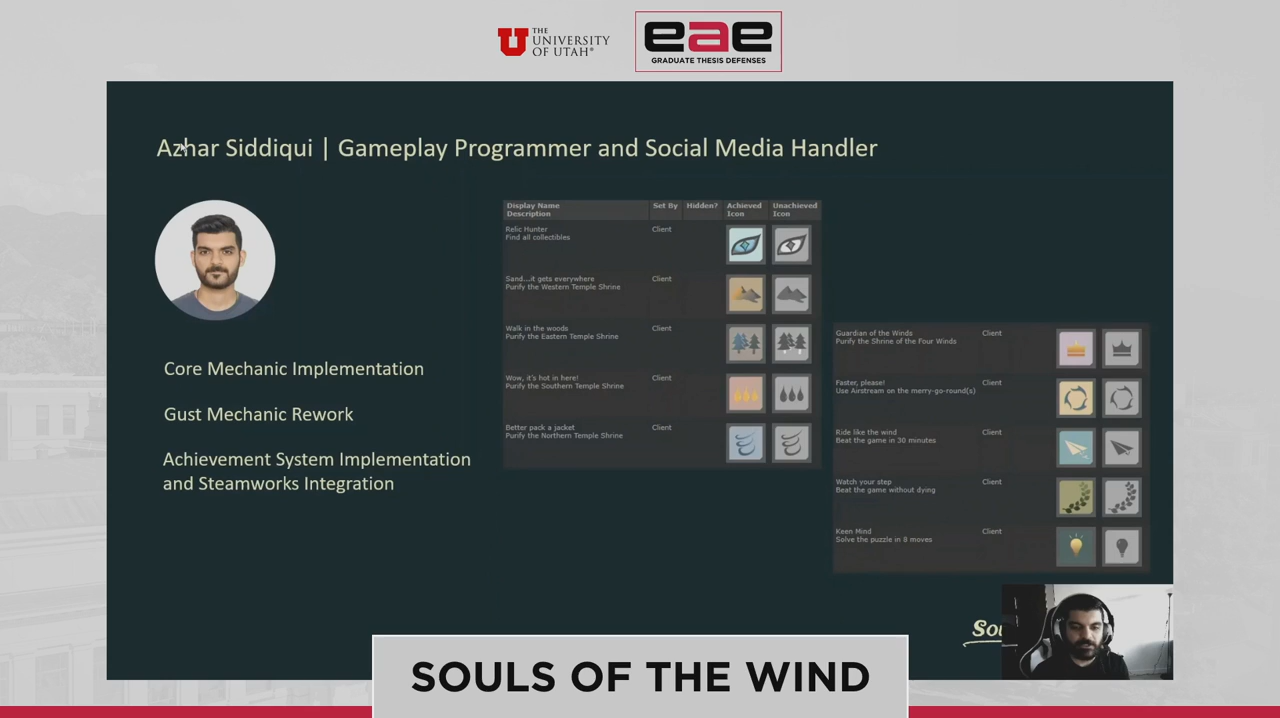 THE
UNIVERSITY
OF UTAH®
eae
GRADUATE THESIS DEFENSES
Azhar Siddiqui | Gameplay Programmer and Social Media Handler
Core Mechanic Implementation
Gust Mechanic Rework
Achievement System Implementation
and Steamworks Integration
Display Name Set By Hidden? Achieved Unachieved
Description Icon Icon
Relic Hunter Client
Find all collectibles
Sand...it gets everywhere Client
Purify the Western Temple Shrine
Walk in the woods Client
Purify the Eastern Temple Shrine
Wow, it's hot in here! Client
Purify the Southern Temple Shrine
Better pack a jacket Client
Purify the Northern Temple Shrine
Guardian of the Winds Client
Purify the Shrine of the Four Winds
Faster, please! Client
Use Airstream on the merry-go-round(s)
Ride like the wind Client
Beat the game in 30 minutes
Watch your step Client
Beat the game without dying
Keen Mind Client
Solve the puzzle in 8 moves
SOULS OF THE WIND